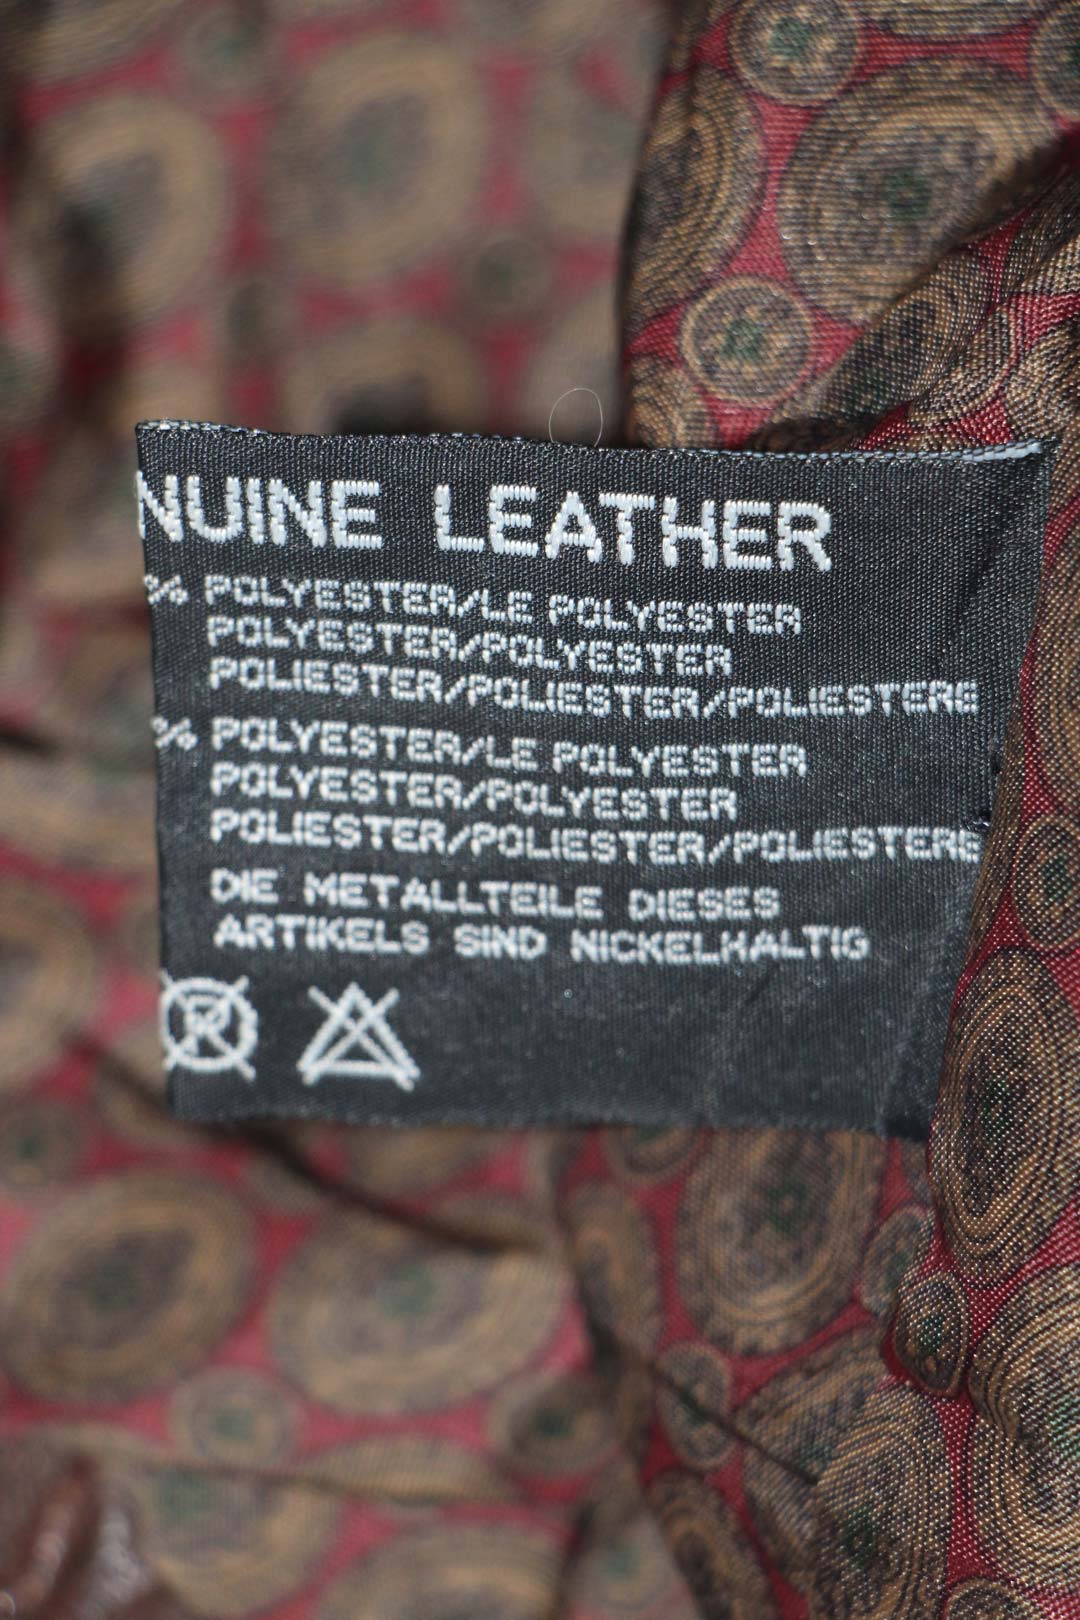 NUINE LEATHER
% POLYESTER/LE POLYESTER
POLYESTER/POLYESTER
POLIESTER/POLIESTER/POLIESTERE
% POLYESTER/LE POLYESTER
POLYESTER/POLYESTER
POLIESTER/POLIESTER/POLIESTERE
DIE METALLTEILE DIESES
ARTIKELS SIND NICKELHALTIG
R